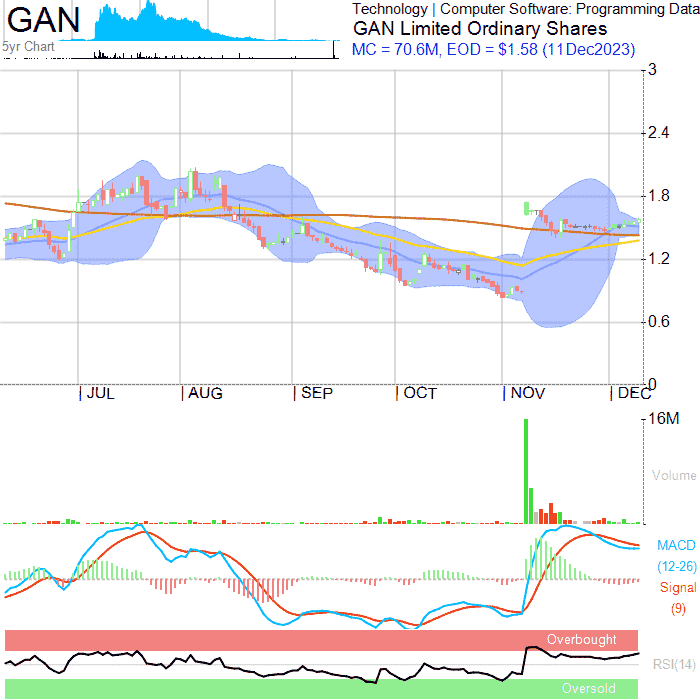 GAN
Technology | Computer Software: Programming Data
GAN Limited Ordinary Shares
5yr Chart
MC = 70.6M, EOD = $1.58 (11Dec2023)
3
2.4
1.8
1.2
0.6
0
| JUL | AUG | SEP | OCT | NOV | DEC
16M
Volume
MACD
(12-26)
Signal
(9)
Overbought
RSI(14)
Oversold